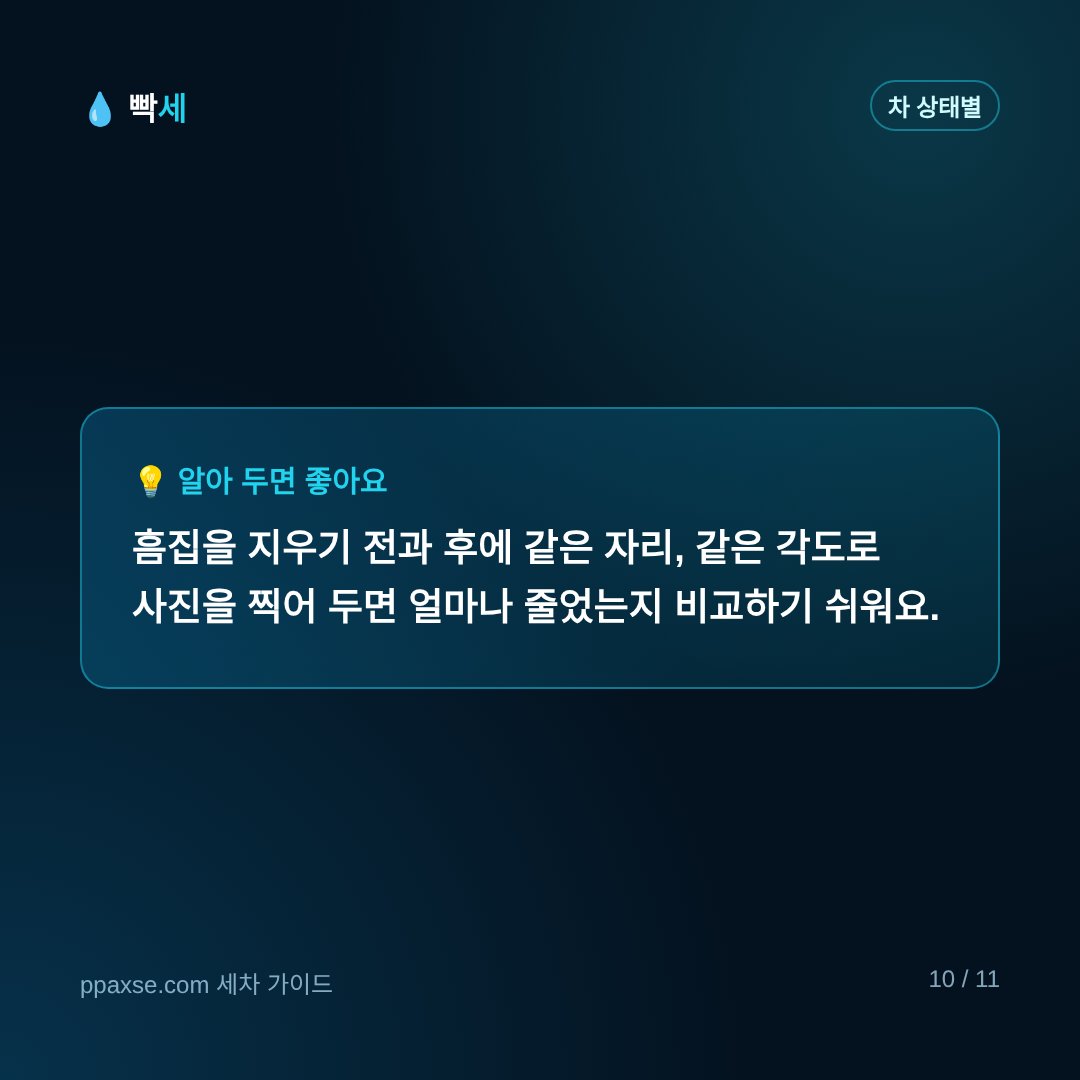 빡세
차 상태별
알아 두면 좋아요
흠집을 지우기 전과 후에 같은 자리, 같은 각도로
사진을 찍어 두면 얼마나 줄었는지 비교하기 쉬워요.
ppaxse.com 세차 가이드
10 / 11